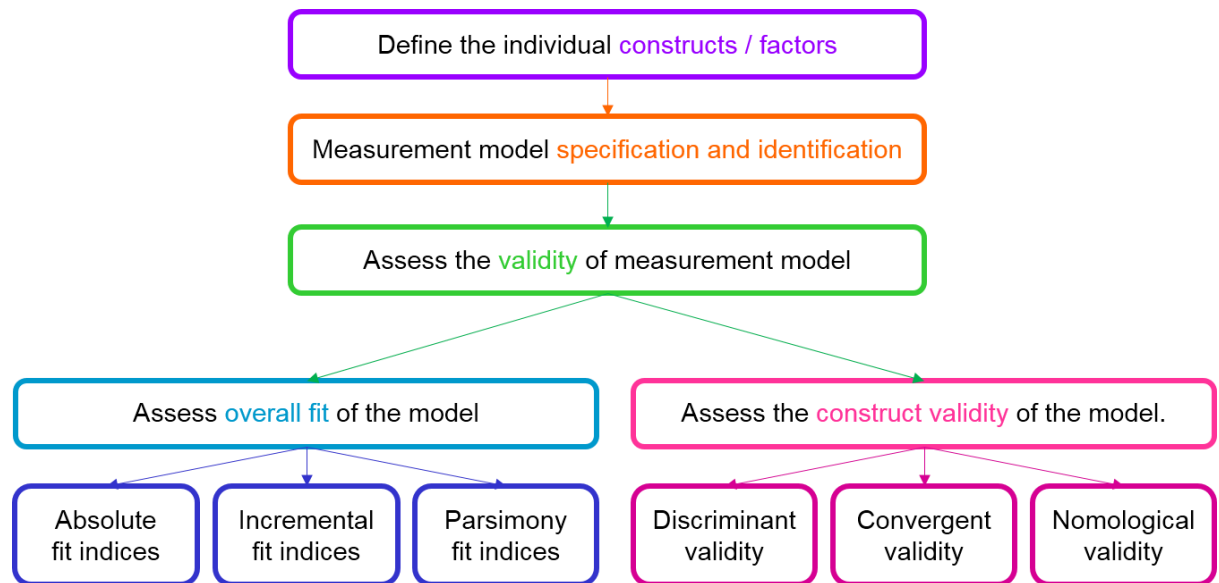 Define the individual constructs / factors
Measurement model specification and identification
Assess the validity of measurement model
Assess overall fit of the model
Assess the construct validity of the model.
Absolute
fit indices
Incremental
fit indices
Parsimony
fit indices
Discriminant
validity
Convergent
validity
Nomological
validity